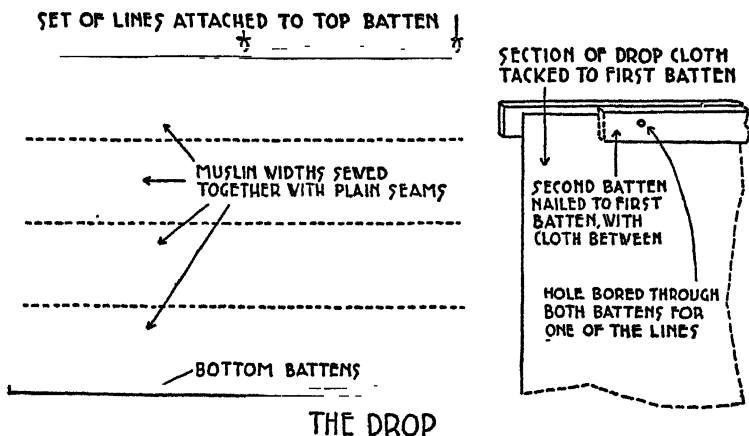 SET OF LINES ATTACHED TO TOP BATTEN
MUSLIN WIDTHS SEWED
TOGETHER WITH PLAIN SEAMS
BOTTOM BATTENS
SECTION OF DROP CLOTH
TACKED TO FIRST BATTEN
SECOND BATTEN
NAILED TO FIRST
BATTEN, WITH
CLOTH BETWEEN
HOLE BORED THROUGH
BOTH BATTENS FOR
ONE OF THE LINES
THE DROP